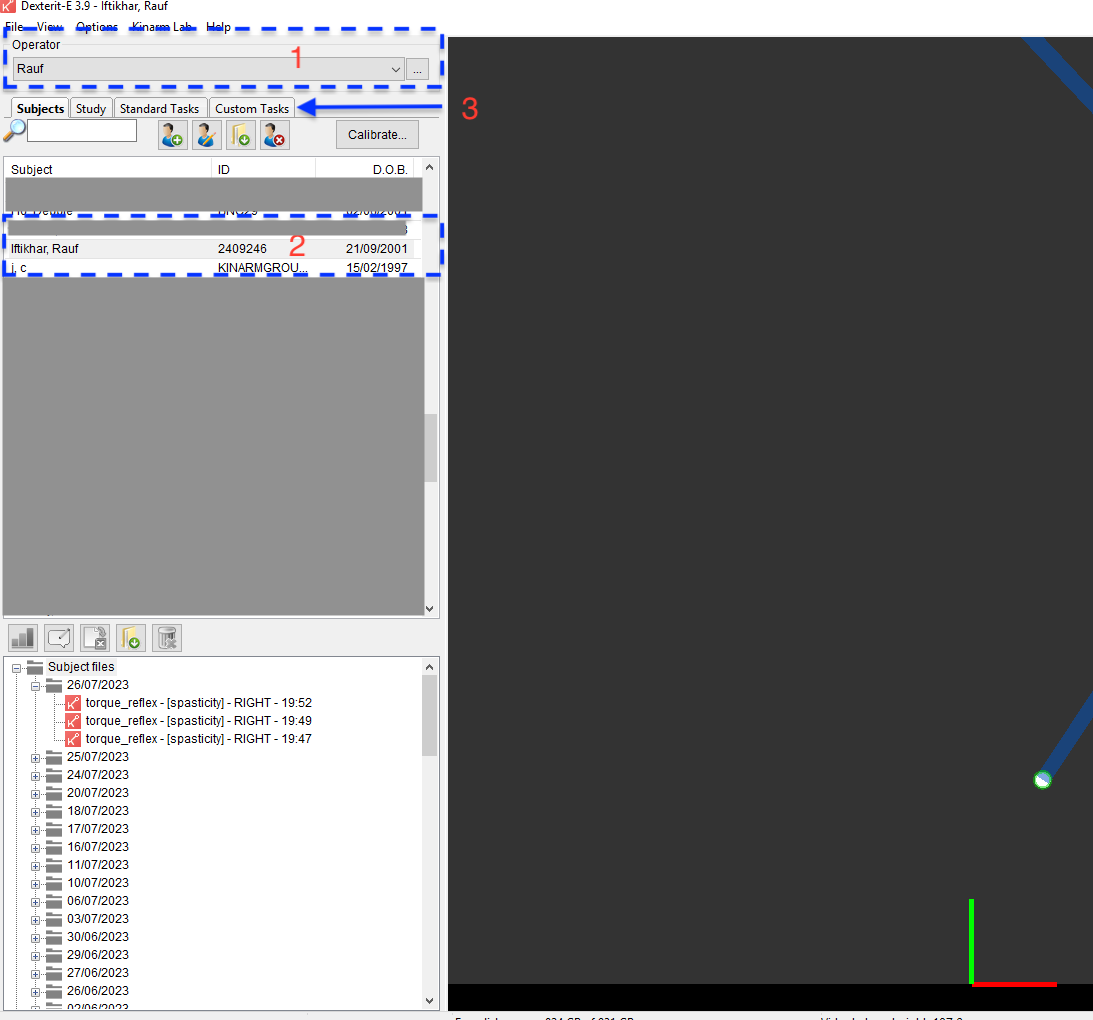 Dexterit-E 3.9 - Iftikhar, Rauf
File View Options Kinarm Lab Help
Operator
1
Rauf
...
Subjects Study Standard Tasks Custom Tasks
3
Calibrate...
Subject ID D.O.B.
Iftikhar, Rauf 2409246 21/09/2001
2
j, c KINARMGROU... 15/02/1997
Subject files
26/07/2023
torque_reflex - [spasticity] - RIGHT - 19:52
torque_reflex - [spasticity] - RIGHT - 19:49
torque_reflex - [spasticity] - RIGHT - 19:47
25/07/2023
24/07/2023
20/07/2023
18/07/2023
17/07/2023
16/07/2023
11/07/2023
10/07/2023
06/07/2023
03/07/2023
30/06/2023
29/06/2023
27/06/2023
26/06/2023
02/06/2023